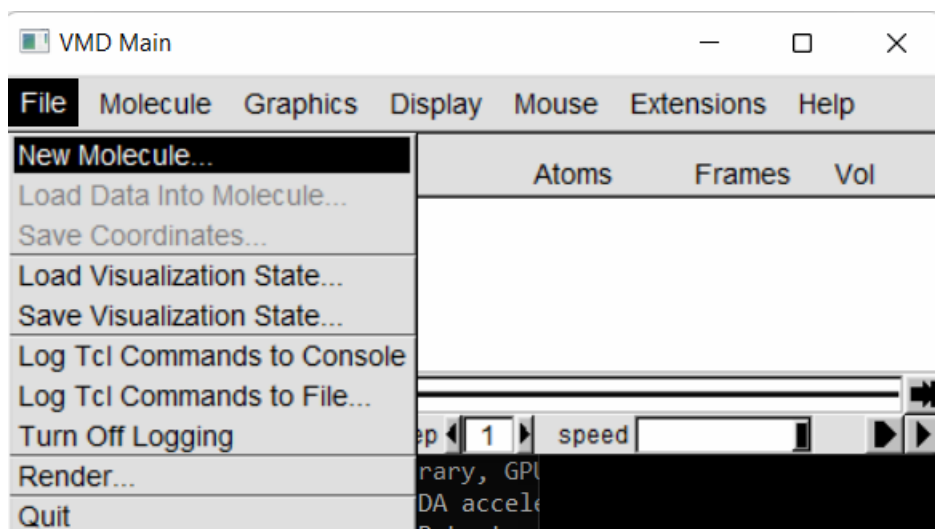 VMD Main
File Molecule Graphics Display Mouse Extensions Help
New Molecule...
Load Data Into Molecule...
Save Coordinates...
Load Visualization State...
Save Visualization State...
Log Tcl Commands to Console
Log Tcl Commands to File...
Turn Off Logging
Render...
Quit
Atoms Frames Vol
1 speed